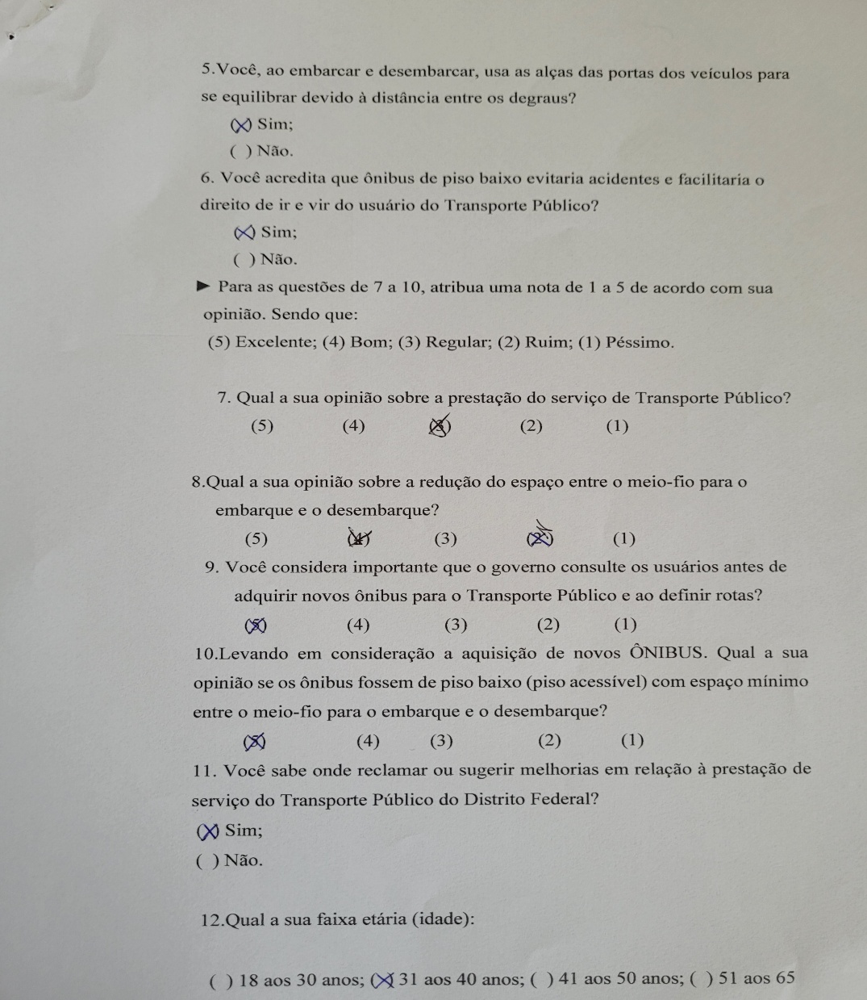 5.Você, ao embarcar e desembarcar, usa as alças das portas dos veículos para
se equilibrar devido à distância entre os degraus?
(X) Sim;
( ) Não.
6. Você acredita que ônibus de piso baixo evitaria acidentes e facilitaria o
direito de ir e vir do usuário do Transporte Público?
(X) Sim;
( ) Não.
► Para as questões de 7 a 10, atribua uma nota de 1 a 5 de acordo com sua
opinião. Sendo que:
(5) Excelente; (4) Bom; (3) Regular; (2) Ruim; (1) Péssimo.
7. Qual a sua opinião sobre a prestação do serviço de Transporte Público?
(5) (4) (3) (2) (1)
8.Qual a sua opinião sobre a redução do espaço entre o meio-fio para o
embarque e o desembarque?
(5) (4) (3) (2) (1)
9. Você considera importante que o governo consulte os usuários antes de
adquirir novos ônibus para o Transporte Público e ao definir rotas?
(5) (4) (3) (2) (1)
10.Levando em consideração a aquisição de novos ÔNIBUS. Qual a sua
opinião se os ônibus fossem de piso baixo (piso acessível) com espaço mínimo
entre o meio-fio para o embarque e o desembarque?
(5) (4) (3) (2) (1)
11. Você sabe onde reclamar ou sugerir melhorias em relação à prestação de
serviço do Transporte Público do Distrito Federal?
(X) Sim;
( ) Não.
12.Qual a sua faixa etária (idade):
( ) 18 aos 30 anos; (X) 31 aos 40 anos; ( ) 41 aos 50 anos; ( ) 51 aos 65